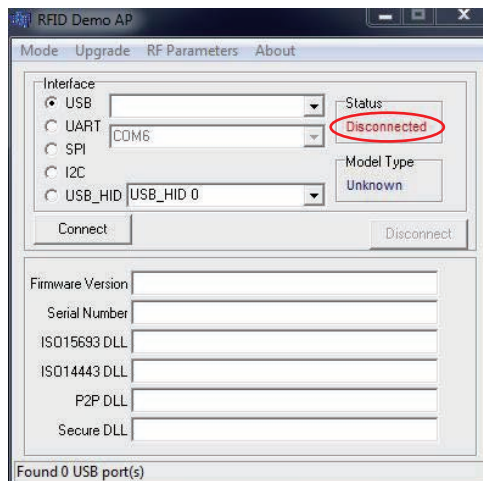 RFID Demo AP
Mode Upgrade RF Parameters About
Interface
USB
UART COM6
SPI
I2C
USB_HID USB_HID 0
Status
Disconnected
Model Type
Unknown
Connect
Disconnect
Firmware Version
Serial Number
ISO15693 DLL
ISO14443 DLL
P2P DLL
Secure DLL
Found 0 USB port(s)